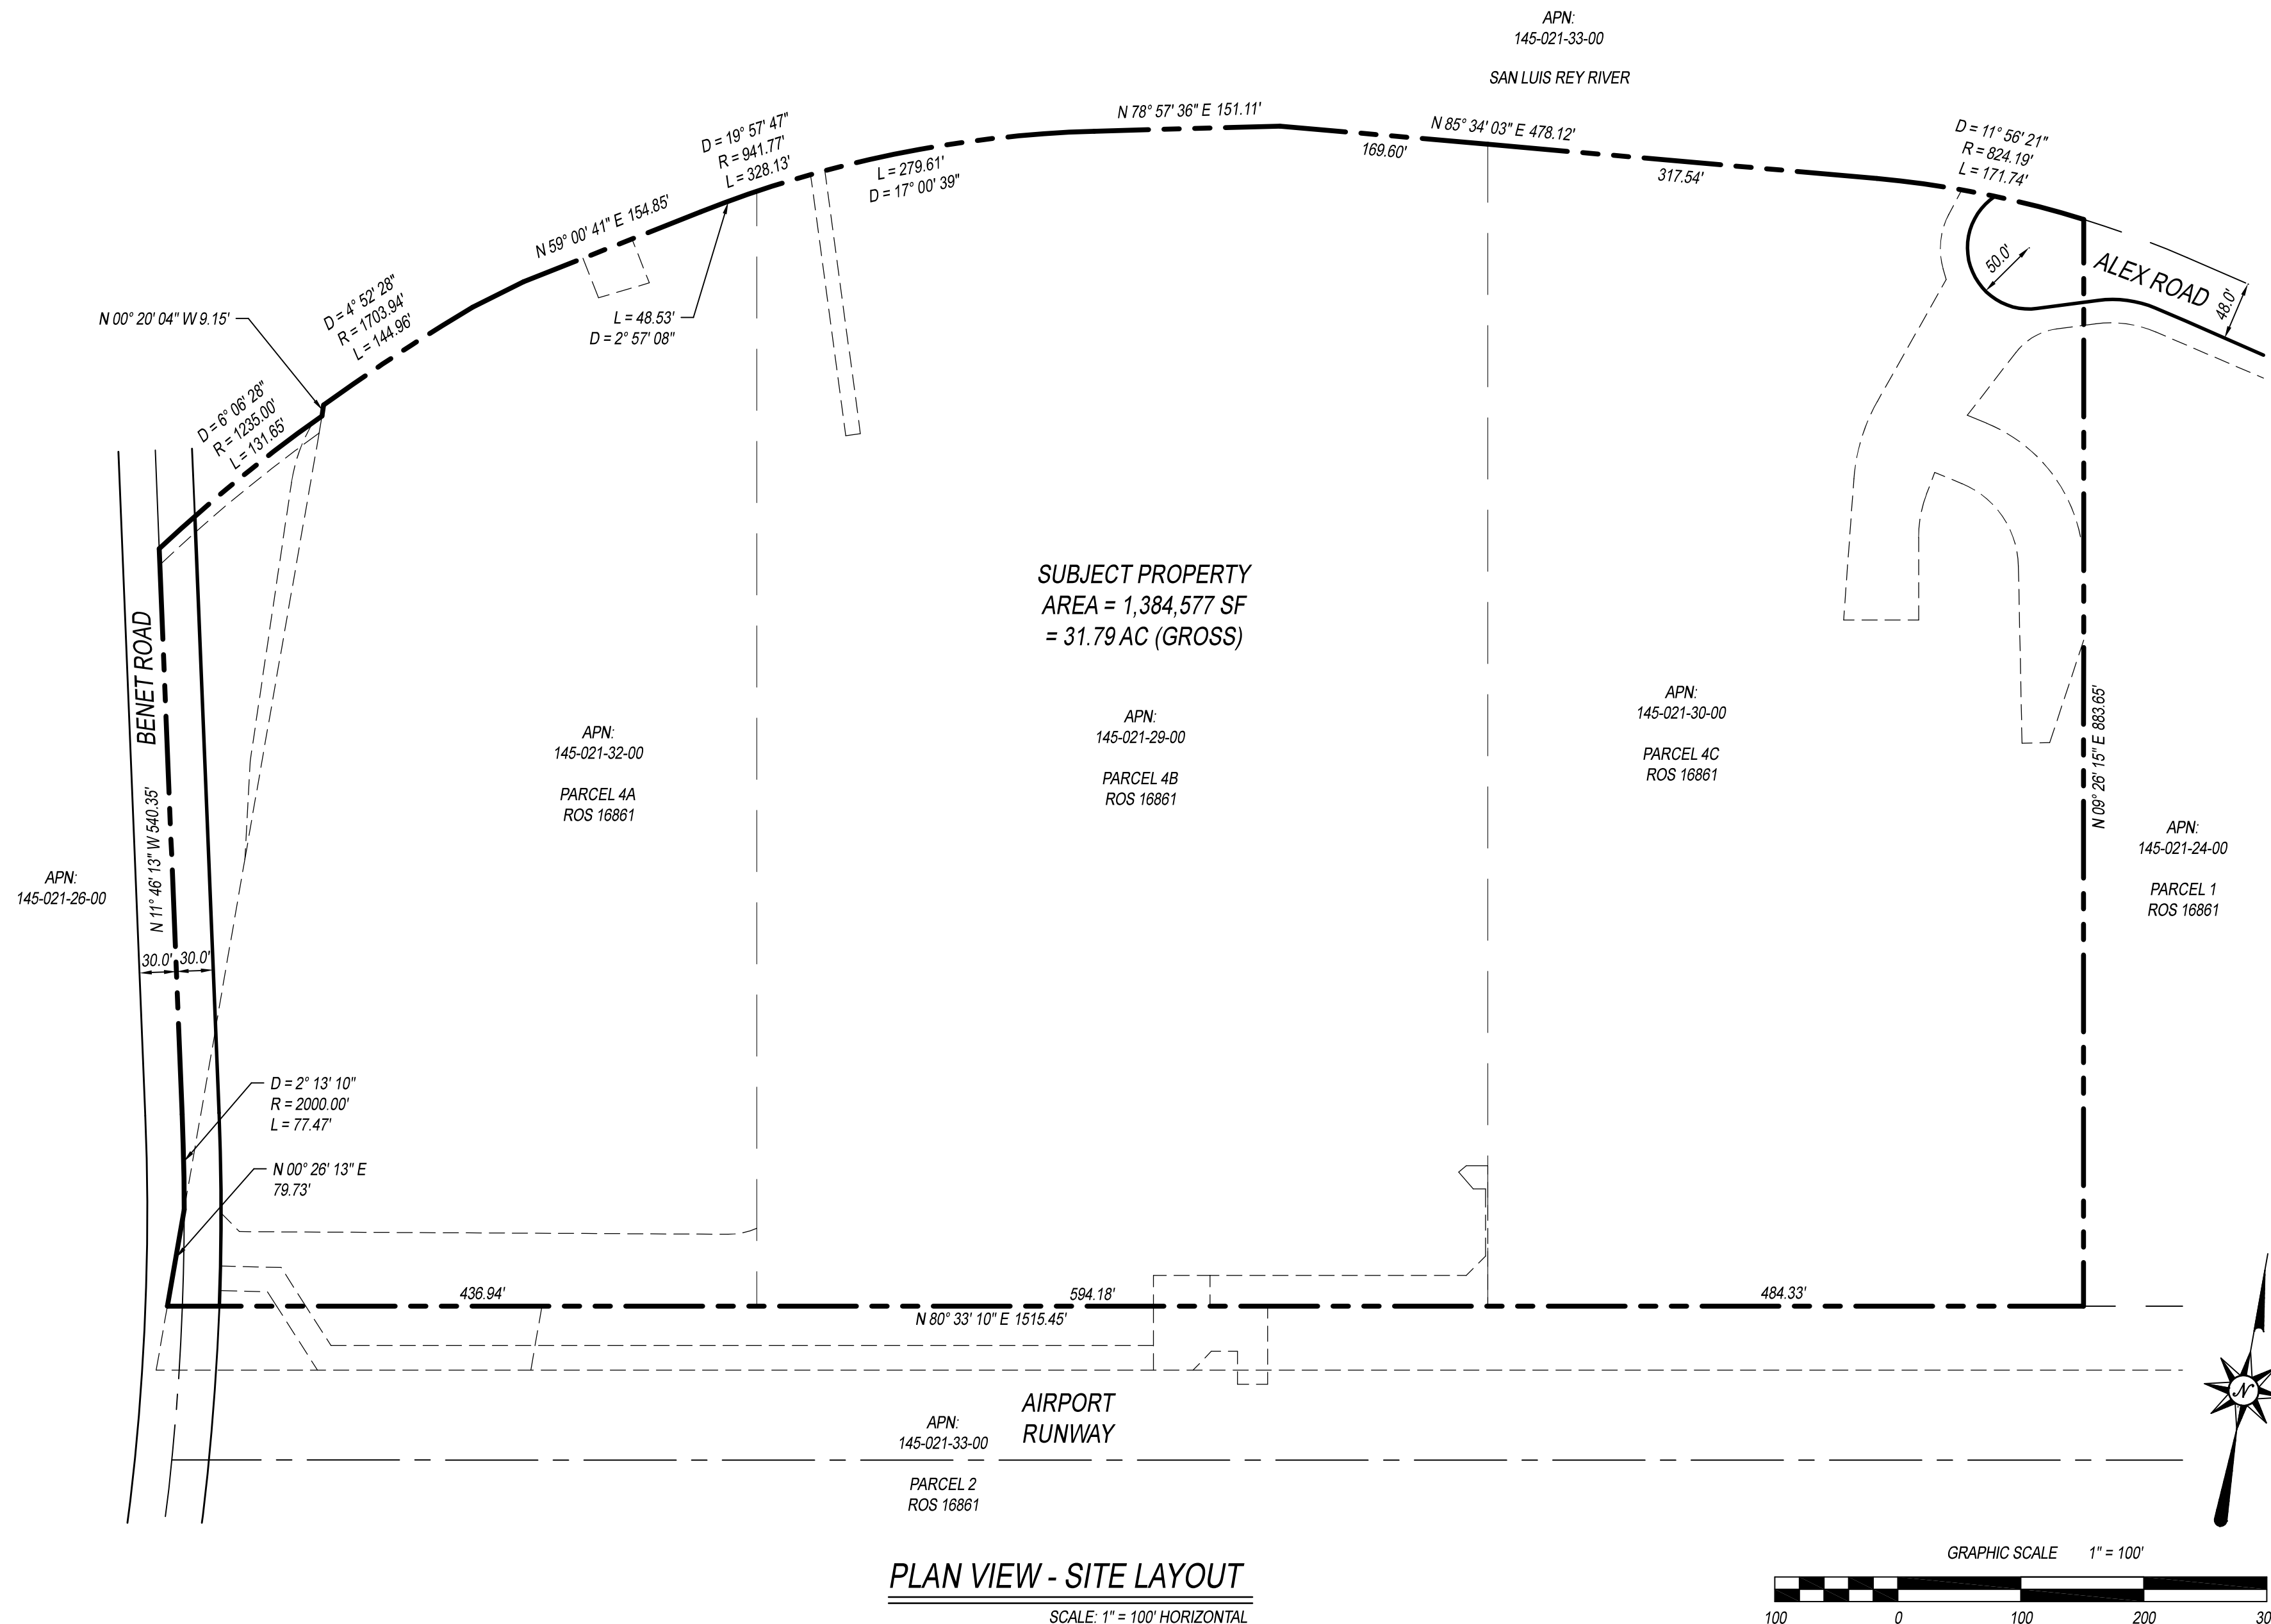 APN:
145-021-33-00
SAN LUIS REY RIVER
N 78° 57' 36" E 151.11'
N 85° 34' 03" E 478.12'
169.60'
317.54'
D = 11° 56' 21"
R = 824.19'
L = 171.74'
D = 19° 57' 47"
R = 941.77'
L = 328.13'
L = 279.61'
D = 17° 00' 39"
N 59° 00' 41" E 154.85'
L = 48.53'
D = 2° 57' 08"
50.0'
ALEX ROAD
48.0'
N 00° 20' 04" W 9.15'
D = 4° 52' 28"
R = 1703.94'
L = 144.96'
D = 6° 06' 28"
R = 1235.00'
L = 131.65'
SUBJECT PROPERTY
AREA = 1,384,577 SF
= 31.79 AC (GROSS)
BENET ROAD
N 11° 46' 13" W 540.35'
APN:
145-021-32-00
PARCEL 4A
ROS 16861
APN:
145-021-29-00
PARCEL 4B
ROS 16861
APN:
145-021-30-00
PARCEL 4C
ROS 16861
N 09° 26' 15" E 883.65'
APN:
145-021-24-00
PARCEL 1
ROS 16861
APN:
145-021-26-00
30.0'
30.0'
D = 2° 13' 10"
R = 2000.00'
L = 77.47'
N 00° 26' 13" E
79.73'
436.94'
594.18'
484.33'
N 80° 33' 10" E 1515.45'
AIRPORT
RUNWAY
APN:
145-021-33-00
PARCEL 2
ROS 16861
N
PLAN VIEW - SITE LAYOUT
SCALE: 1" = 100' HORIZONTAL
GRAPHIC SCALE 1" = 100'
100 0 100 200 30